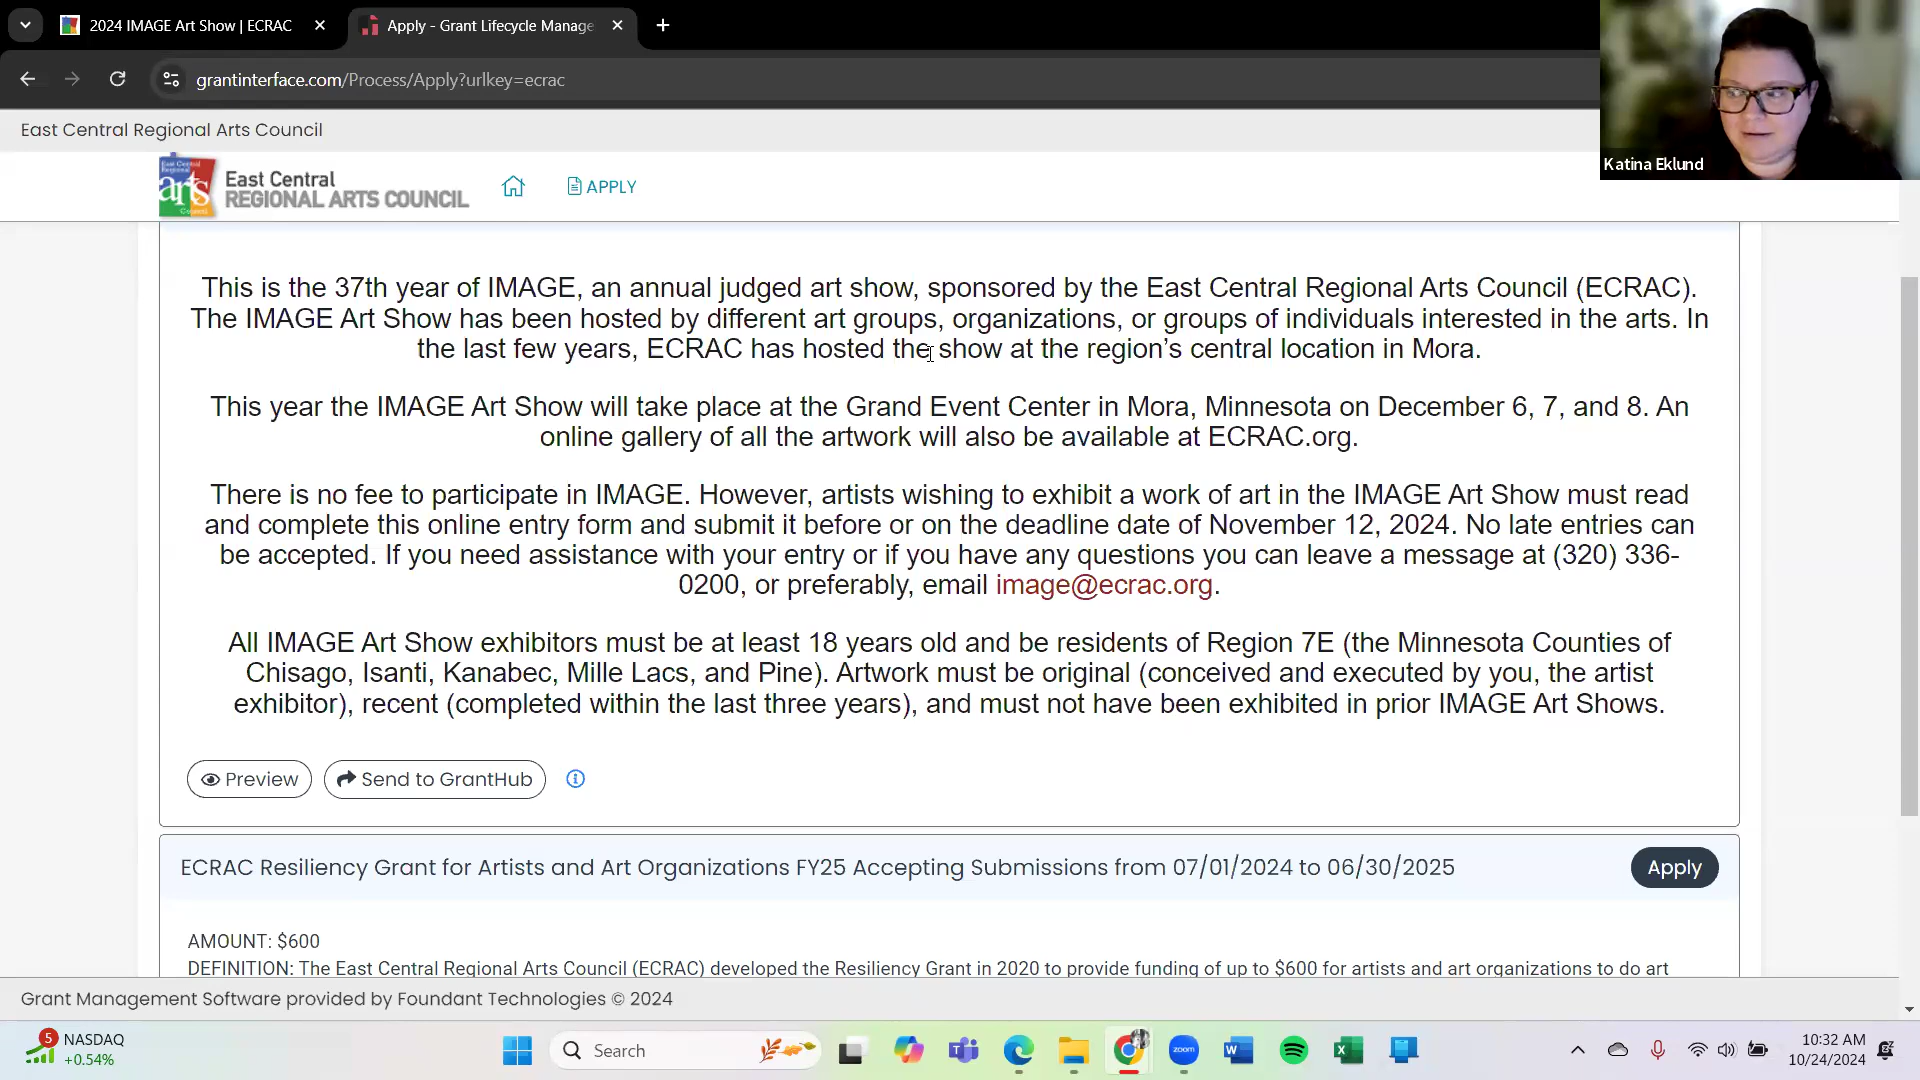 2024 IMAGE Art Show | ECRAC
Apply - Grant Lifecycle Manage
grantinterface.com/Process/Apply?urlkey=ecrac
Katina Eklund
East Central Regional Arts Council
East Central
Regional
arts
Council
East Central
REGIONAL ARTS COUNCIL
APPLY
This is the 37th year of IMAGE, an annual judged art show, sponsored by the East Central Regional Arts Council (ECRAC).
The IMAGE Art Show has been hosted by different art groups, organizations, or groups of individuals interested in the arts. In
the last few years, ECRAC has hosted the show at the region's central location in Mora.
This year the IMAGE Art Show will take place at the Grand Event Center in Mora, Minnesota on December 6, 7, and 8. An
online gallery of all the artwork will also be available at ECRAC.org.
There is no fee to participate in IMAGE. However, artists wishing to exhibit a work of art in the IMAGE Art Show must read
and complete this online entry form and submit it before or on the deadline date of November 12, 2024. No late entries can
be accepted. If you need assistance with your entry or if you have any questions you can leave a message at (320) 336-
0200, or preferably, email image@ecrac.org.
All IMAGE Art Show exhibitors must be at least 18 years old and be residents of Region 7E (the Minnesota Counties of
Chisago, Isanti, Kanabec, Mille Lacs, and Pine). Artwork must be original (conceived and executed by you, the artist
exhibitor), recent (completed within the last three years), and must not have been exhibited in prior IMAGE Art Shows.
Preview
Send to GrantHub
ECRAC Resiliency Grant for Artists and Art Organizations FY25 Accepting Submissions from 07/01/2024 to 06/30/2025
Apply
AMOUNT: $600
DEFINITION: The East Central Regional Arts Council (ECRAC) developed the Resiliency Grant in 2020 to provide funding of up to $600 for artists and art organizations to do art
Grant Management Software provided by Foundant Technologies © 2024
5
NASDAQ
+0.54%
Search
zoom
10:32 AM
10/24/2024